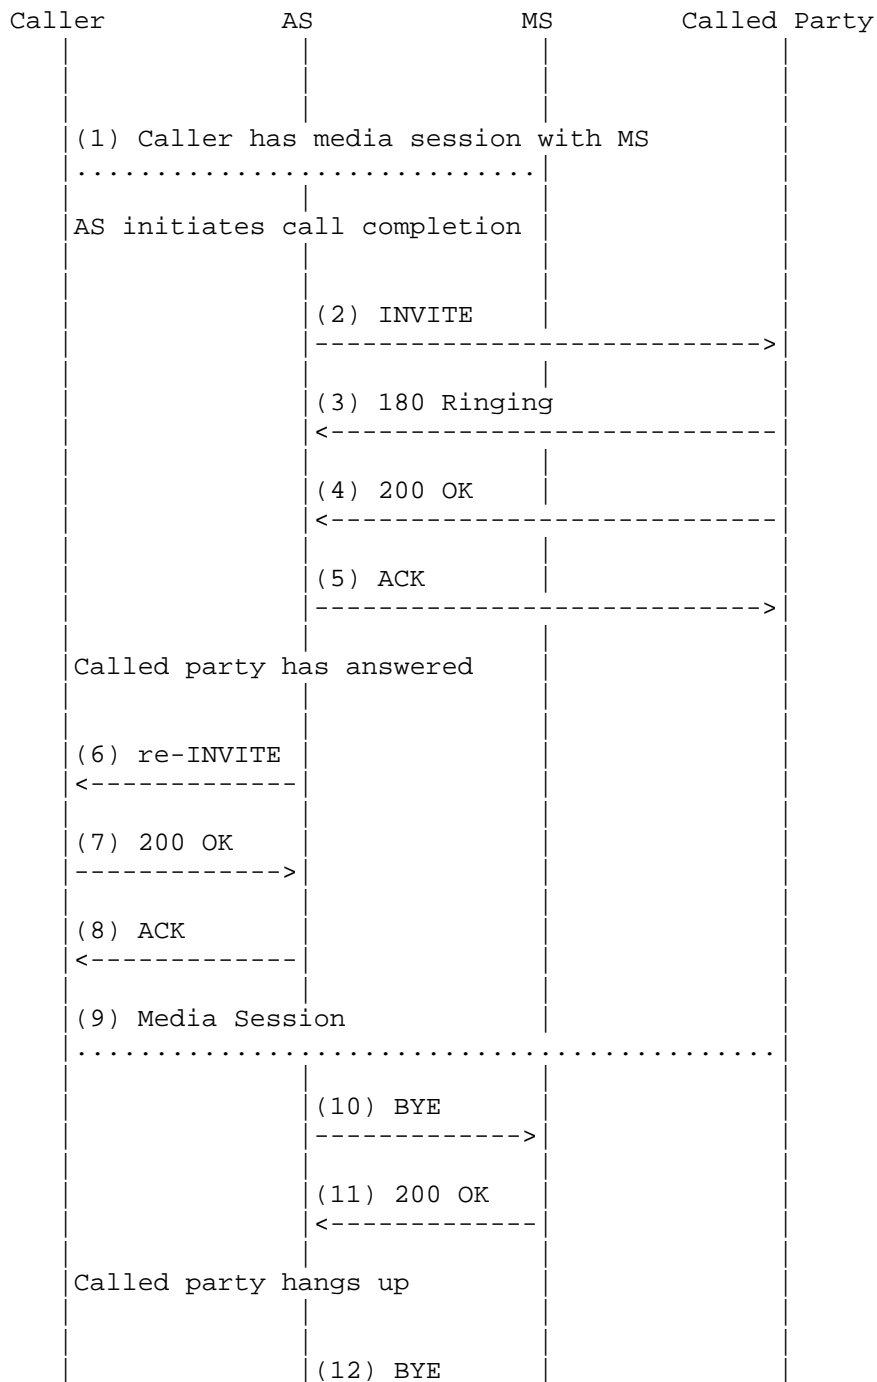 Caller AS MS Called Party
(1) Caller has media session with MS
AS initiates call completion
(2) INVITE
(3) 180 Ringing
(4) 200 OK
(5) ACK
Called party has answered
(6) re-INVITE
(7) 200 OK
(8) ACK
(9) Media Session
(10) BYE
(11) 200 OK
Called party hangs up
(12) BYE